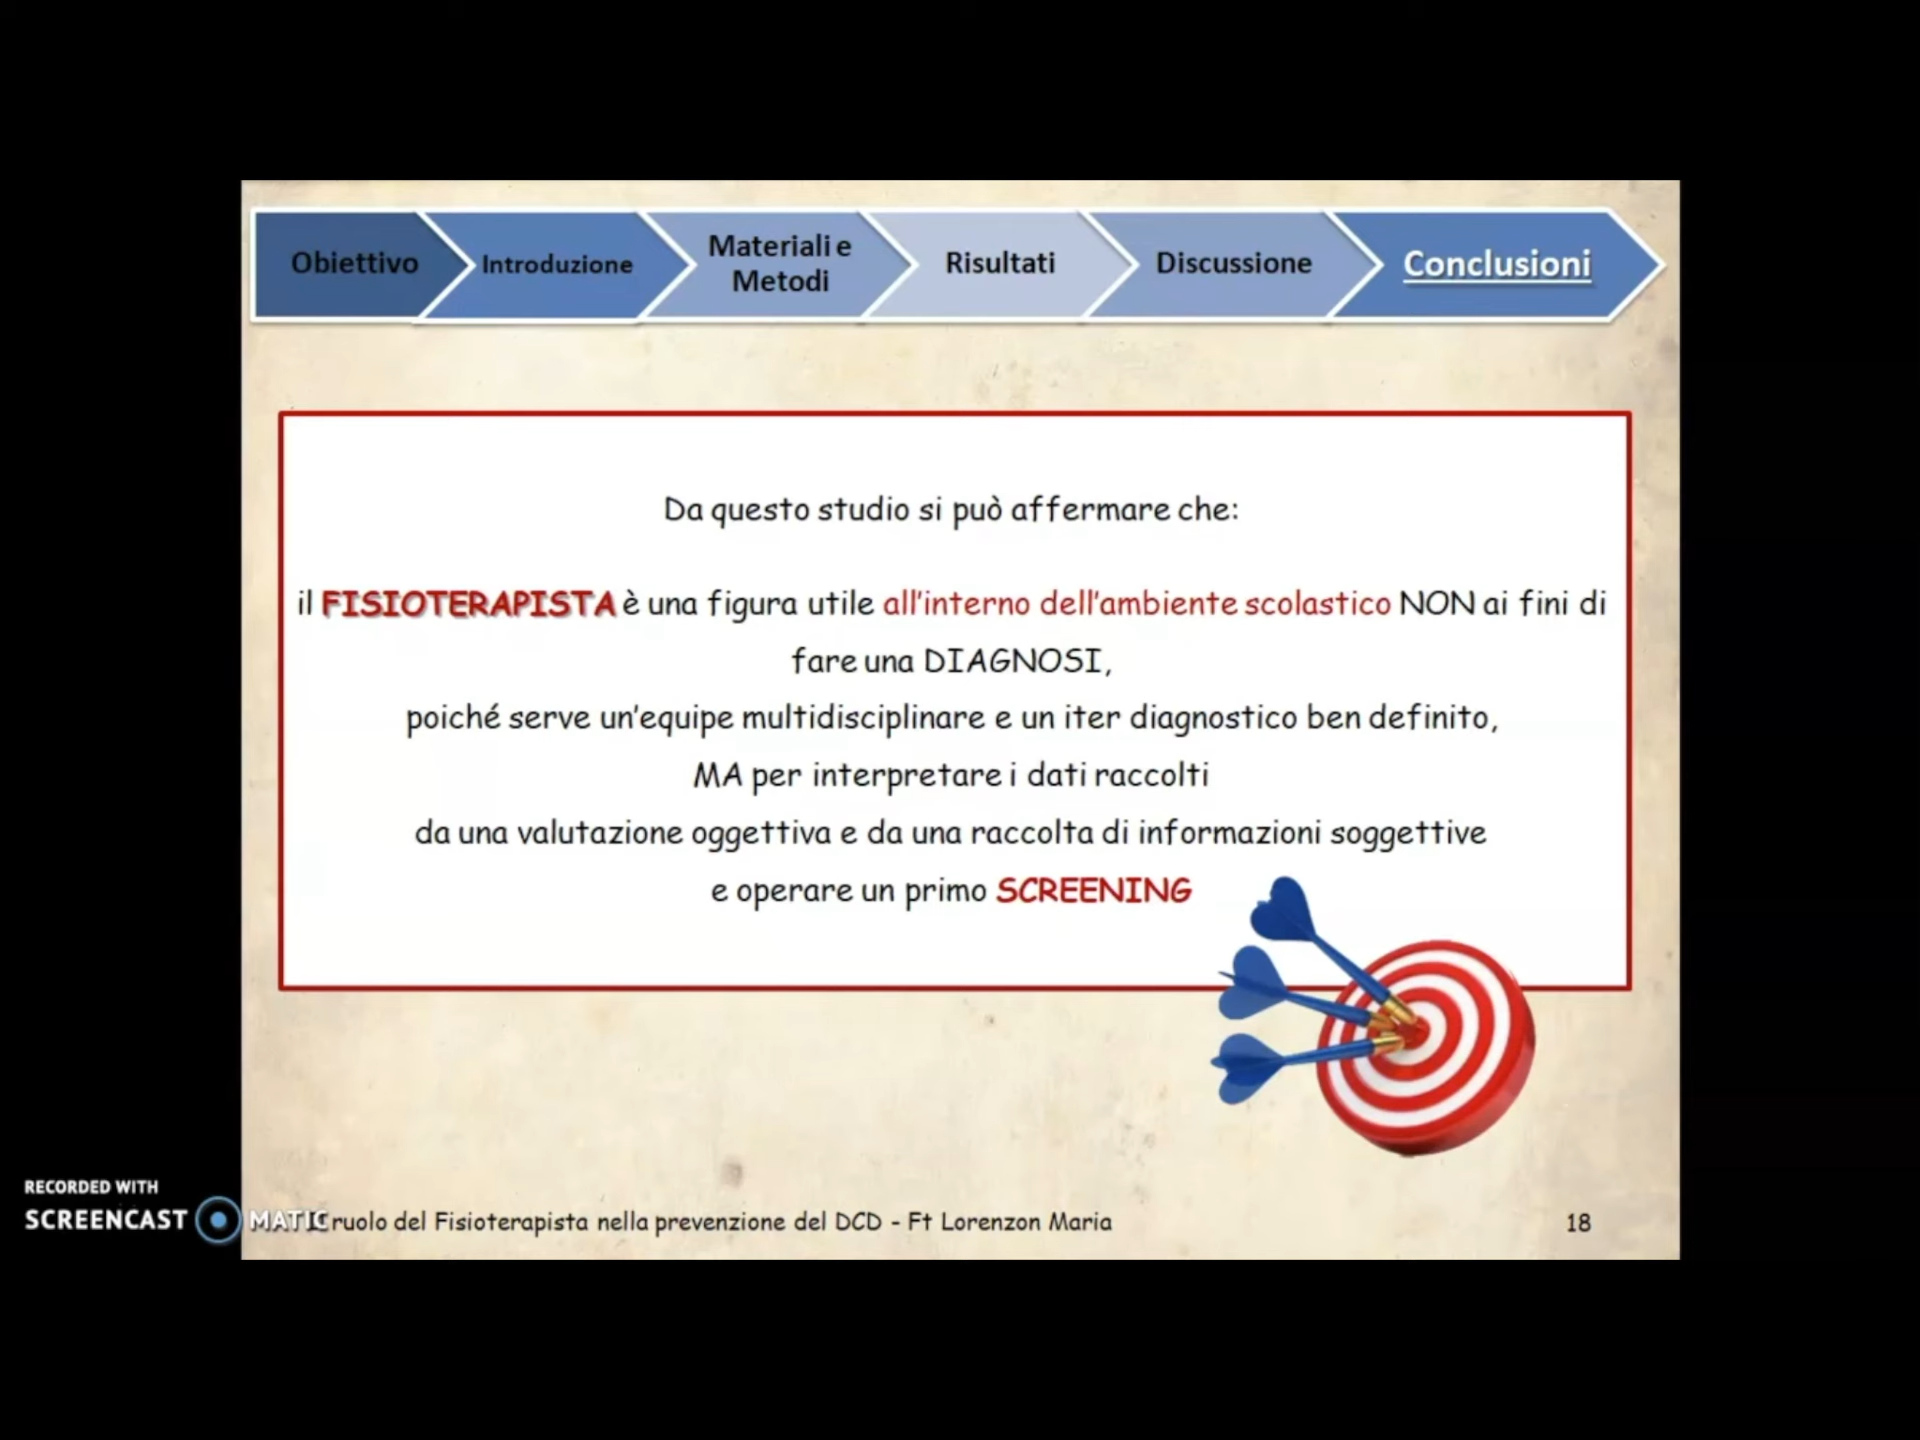 Obiettivo
Introduzione
Materiali e
Metodi
Risultati
Discussione
Conclusioni
Da questo studio si può affermare che:
il FISIOTERAPISTA è una figura utile all'interno dell'ambiente scolastico NON ai fini di
fare una DIAGNOSI,
poiché serve un'equipe multidisciplinare e un iter diagnostico ben definito,
MA per interpretare i dati raccolti
da una valutazione oggettiva e da una raccolta di informazioni soggettive
e operare un primo SCREENING
RECORDED WITH
SCREENCAST MATIC
Il ruolo del Fisioterapista nella prevenzione del DCD - Ft Lorenzon Maria
18